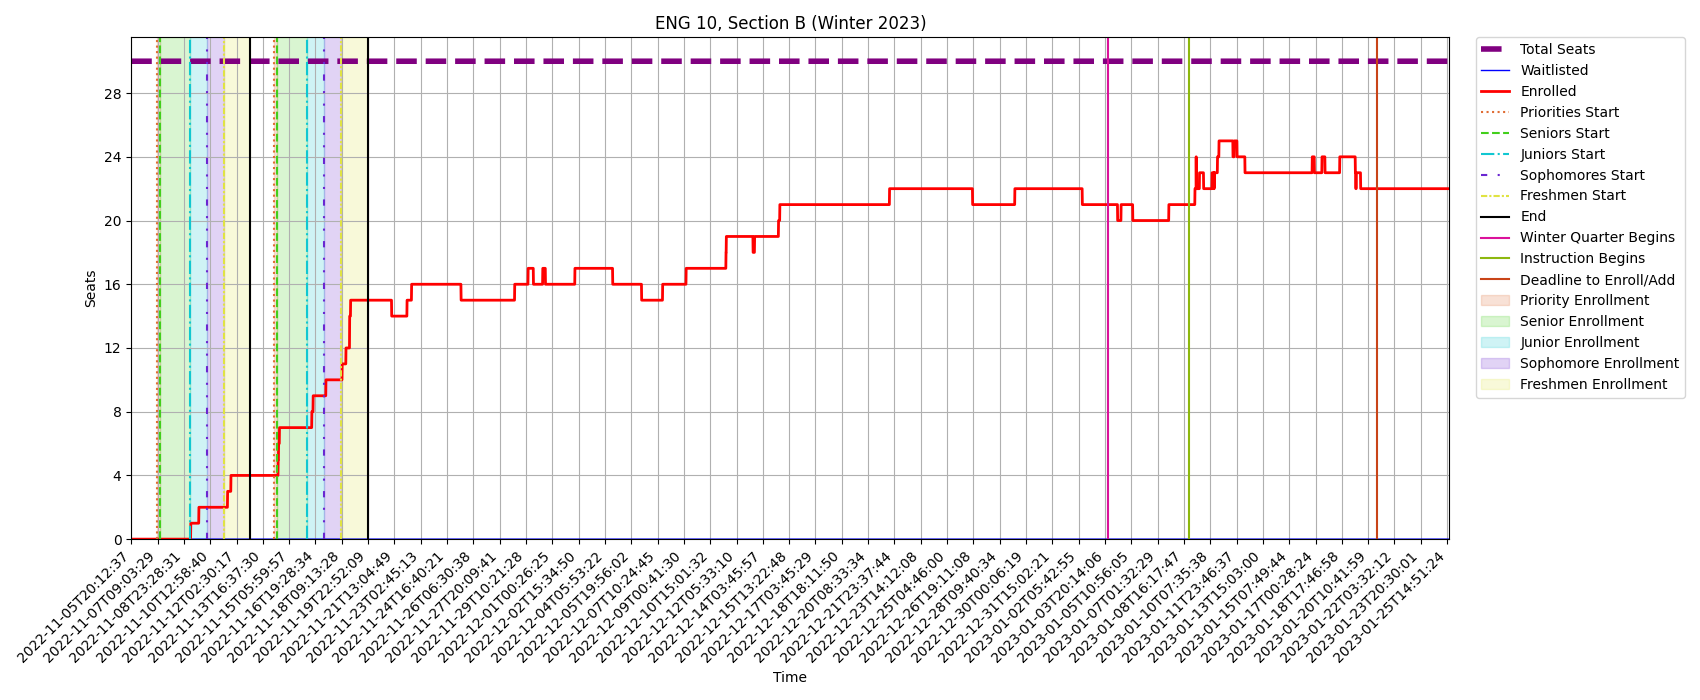 ENG 10, Section B (Winter 2023)
Total Seats
Waitlisted
Enrolled
Priorities Start
Seniors Start
Juniors Start
Sophomores Start
Freshmen Start
End
Winter Quarter Begins
Instruction Begins
Deadline to Enroll/Add
Priority Enrollment
Senior Enrollment
Junior Enrollment
Sophomore Enrollment
Freshmen Enrollment
Seats
28
24
20
16
12
8
4
0
2022-11-05T20:12:37
2022-11-07T09:03:29
2022-11-08T23:28:31
2022-11-10T12:58:40
2022-11-12T02:30:17
2022-11-13T16:37:30
2022-11-15T05:59:57
2022-11-16T19:28:34
2022-11-18T09:13:28
2022-11-19T22:52:09
2022-11-21T13:04:49
2022-11-23T02:45:13
2022-11-24T16:40:21
2022-11-26T06:30:38
2022-11-27T20:09:41
2022-11-29T10:21:28
2022-12-01T00:26:25
2022-12-02T15:34:50
2022-12-04T05:53:22
2022-12-05T19:56:02
2022-12-07T10:24:45
2022-12-09T00:41:30
2022-12-10T15:01:32
2022-12-12T05:33:10
2022-12-14T03:45:57
2022-12-15T13:22:48
2022-12-17T03:45:29
2022-12-18T18:11:50
2022-12-20T08:33:34
2022-12-21T23:37:44
2022-12-23T14:12:08
2022-12-25T04:46:00
2022-12-26T19:11:08
2022-12-28T09:40:34
2022-12-30T00:06:19
2022-12-31T15:02:21
2023-01-02T05:42:55
2023-01-03T20:14:06
2023-01-05T10:56:05
2023-01-07T01:32:29
2023-01-08T16:17:47
2023-01-10T07:35:38
2023-01-11T23:46:37
2023-01-13T15:03:00
2023-01-15T07:49:44
2023-01-17T00:28:24
2023-01-18T17:46:58
2023-01-20T10:41:59
2023-01-22T03:32:12
2023-01-23T20:30:01
2023-01-25T14:51:24
Time